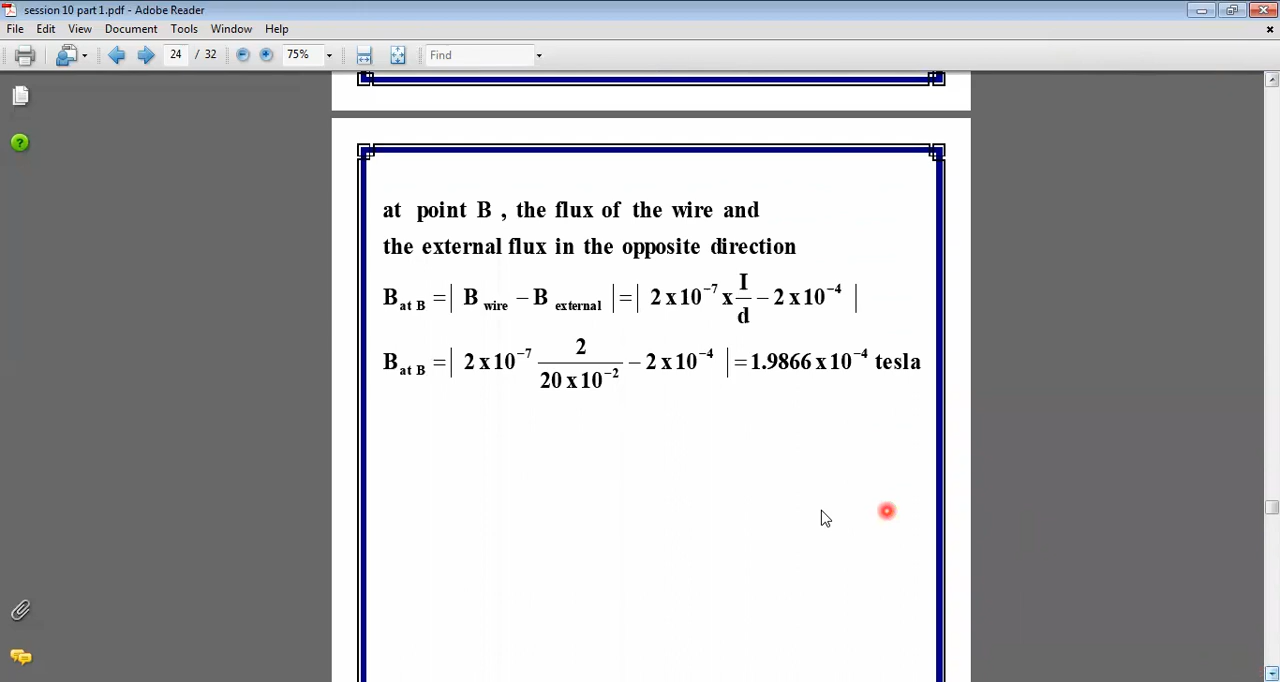 session 10 part 1.pdf - Adobe Reader
File Edit View Document Tools Window Help
24 / 32 75% Find
at point B , the flux of the wire and
the external flux in the opposite direction
B at B = | B wire − B external | = | 2 x 10⁻⁷ x I/d − 2 x 10⁻⁴ |
B at B = | 2 x 10⁻⁷ 2/(20 x 10⁻²) − 2 x 10⁻⁴ | = 1.9866 x 10⁻⁴ tesla